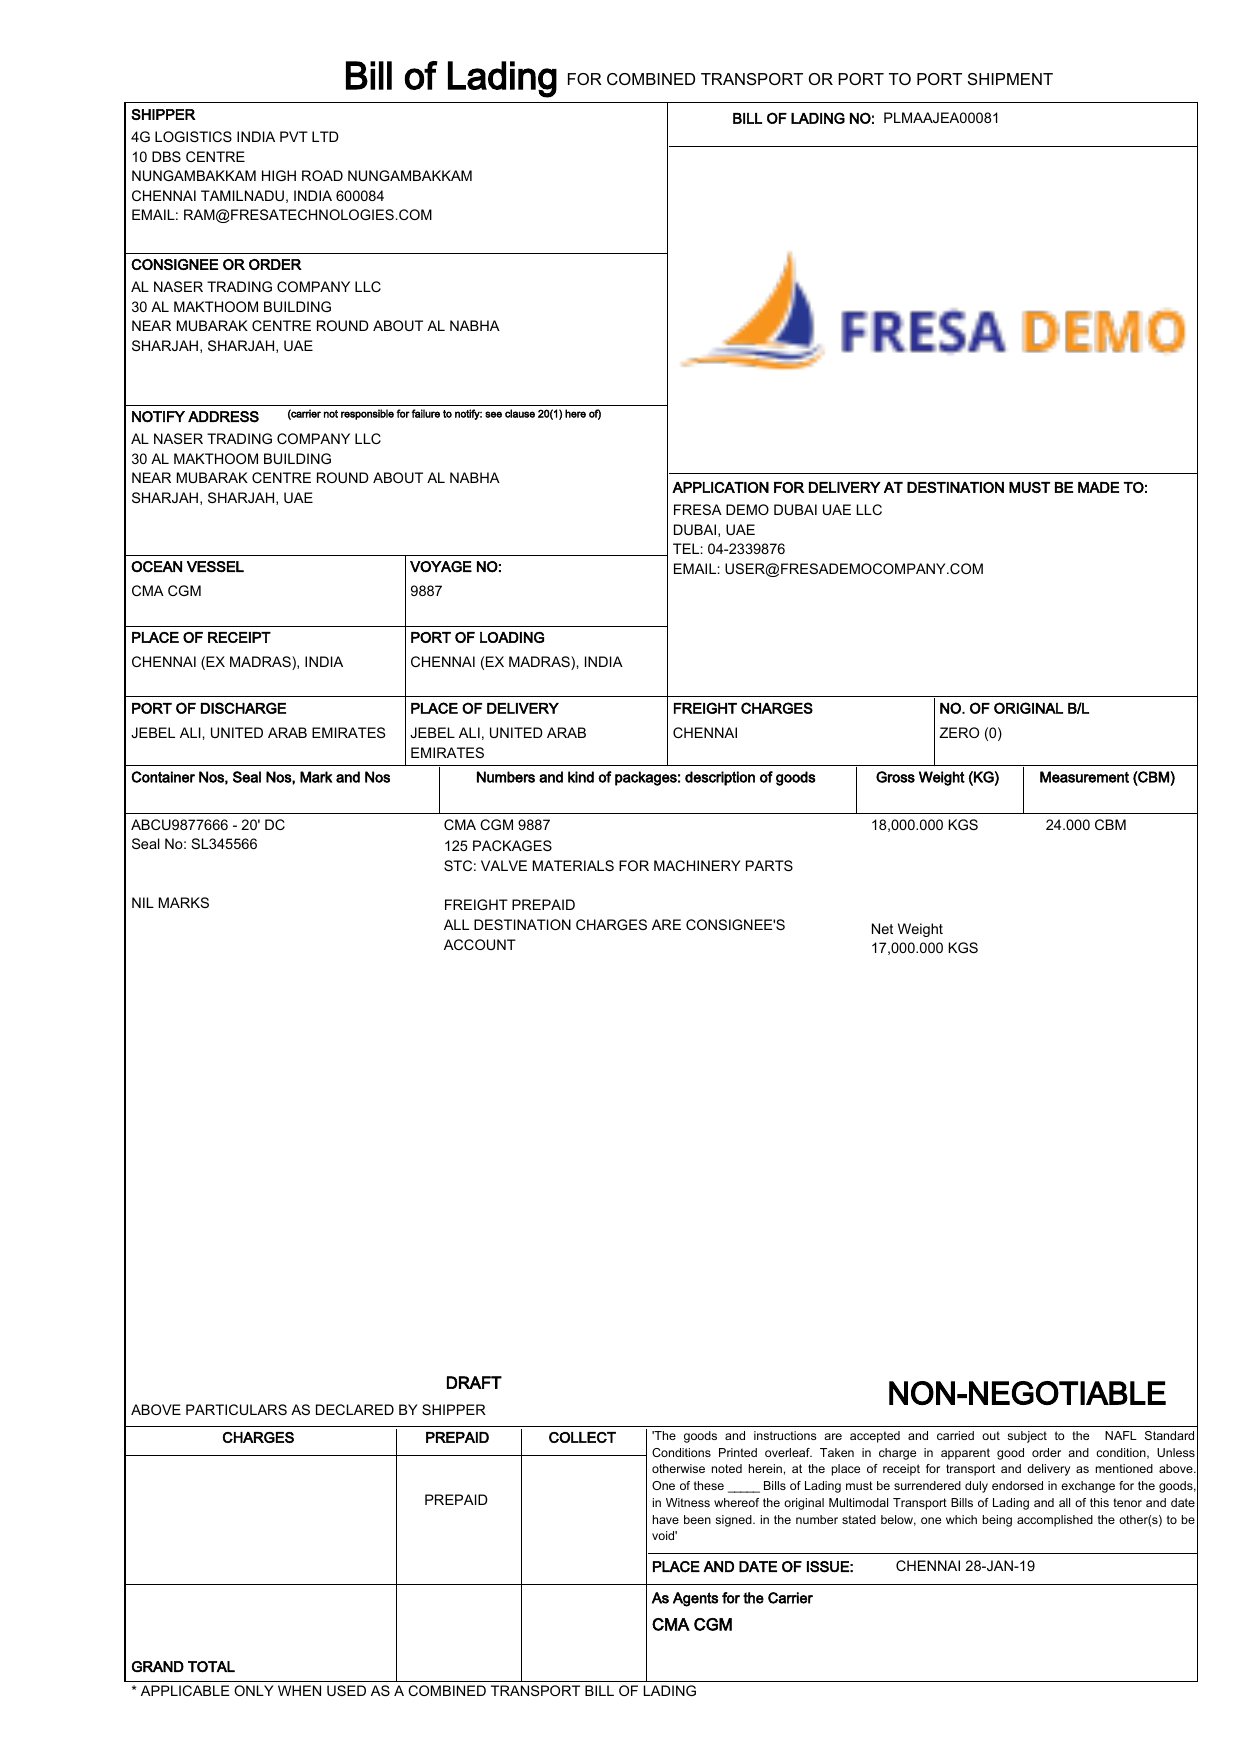 Bill of Lading FOR COMBINED TRANSPORT OR PORT TO PORT SHIPMENT
SHIPPER
4G LOGISTICS INDIA PVT LTD
10 DBS CENTRE
NUNGAMBAKKAM HIGH ROAD NUNGAMBAKKAM
CHENNAI TAMILNADU, INDIA 600084
EMAIL: RAM@FRESATECHNOLOGIES.COM
BILL OF LADING NO: PLMAAJEA00081
FRESA DEMO
CONSIGNEE OR ORDER
AL NASER TRADING COMPANY LLC
30 AL MAKTHOOM BUILDING
NEAR MUBARAK CENTRE ROUND ABOUT AL NABHA
SHARJAH, SHARJAH, UAE
NOTIFY ADDRESS (carrier not responsible for failure to notify: see clause 20(1) here of)
AL NASER TRADING COMPANY LLC
30 AL MAKTHOOM BUILDING
NEAR MUBARAK CENTRE ROUND ABOUT AL NABHA
SHARJAH, SHARJAH, UAE
APPLICATION FOR DELIVERY AT DESTINATION MUST BE MADE TO:
FRESA DEMO DUBAI UAE LLC
DUBAI, UAE
TEL: 04-2339876
EMAIL: USER@FRESADEMOCOMPANY.COM
OCEAN VESSEL
CMA CGM
VOYAGE NO:
9887
PLACE OF RECEIPT
CHENNAI (EX MADRAS), INDIA
PORT OF LOADING
CHENNAI (EX MADRAS), INDIA
PORT OF DISCHARGE
JEBEL ALI, UNITED ARAB EMIRATES
PLACE OF DELIVERY
JEBEL ALI, UNITED ARAB
EMIRATES
FREIGHT CHARGES
CHENNAI
NO. OF ORIGINAL B/L
ZERO (0)
Container Nos, Seal Nos, Mark and Nos
Numbers and kind of packages: description of goods
Gross Weight (KG)
Measurement (CBM)
ABCU9877666 - 20' DC
Seal No: SL345566
NIL MARKS
CMA CGM 9887
125 PACKAGES
STC: VALVE MATERIALS FOR MACHINERY PARTS
FREIGHT PREPAID
ALL DESTINATION CHARGES ARE CONSIGNEE'S
ACCOUNT
18,000.000 KGS
Net Weight
17,000.000 KGS
24.000 CBM
DRAFT
NON-NEGOTIABLE
ABOVE PARTICULARS AS DECLARED BY SHIPPER
CHARGES
PREPAID
COLLECT
PREPAID
GRAND TOTAL
'The goods and instructions are accepted and carried out subject to the NAFL Standard
Conditions Printed overleaf. Taken in charge in apparent good order and condition, Unless
otherwise noted herein, at the place of receipt for transport and delivery as mentioned above.
One of these _____ Bills of Lading must be surrendered duly endorsed in exchange for the goods,
in Witness whereof the original Multimodal Transport Bills of Lading and all of this tenor and date
have been signed. in the number stated below, one which being accomplished the other(s) to be
void'
PLACE AND DATE OF ISSUE: CHENNAI 28-JAN-19
As Agents for the Carrier
CMA CGM
* APPLICABLE ONLY WHEN USED AS A COMBINED TRANSPORT BILL OF LADING